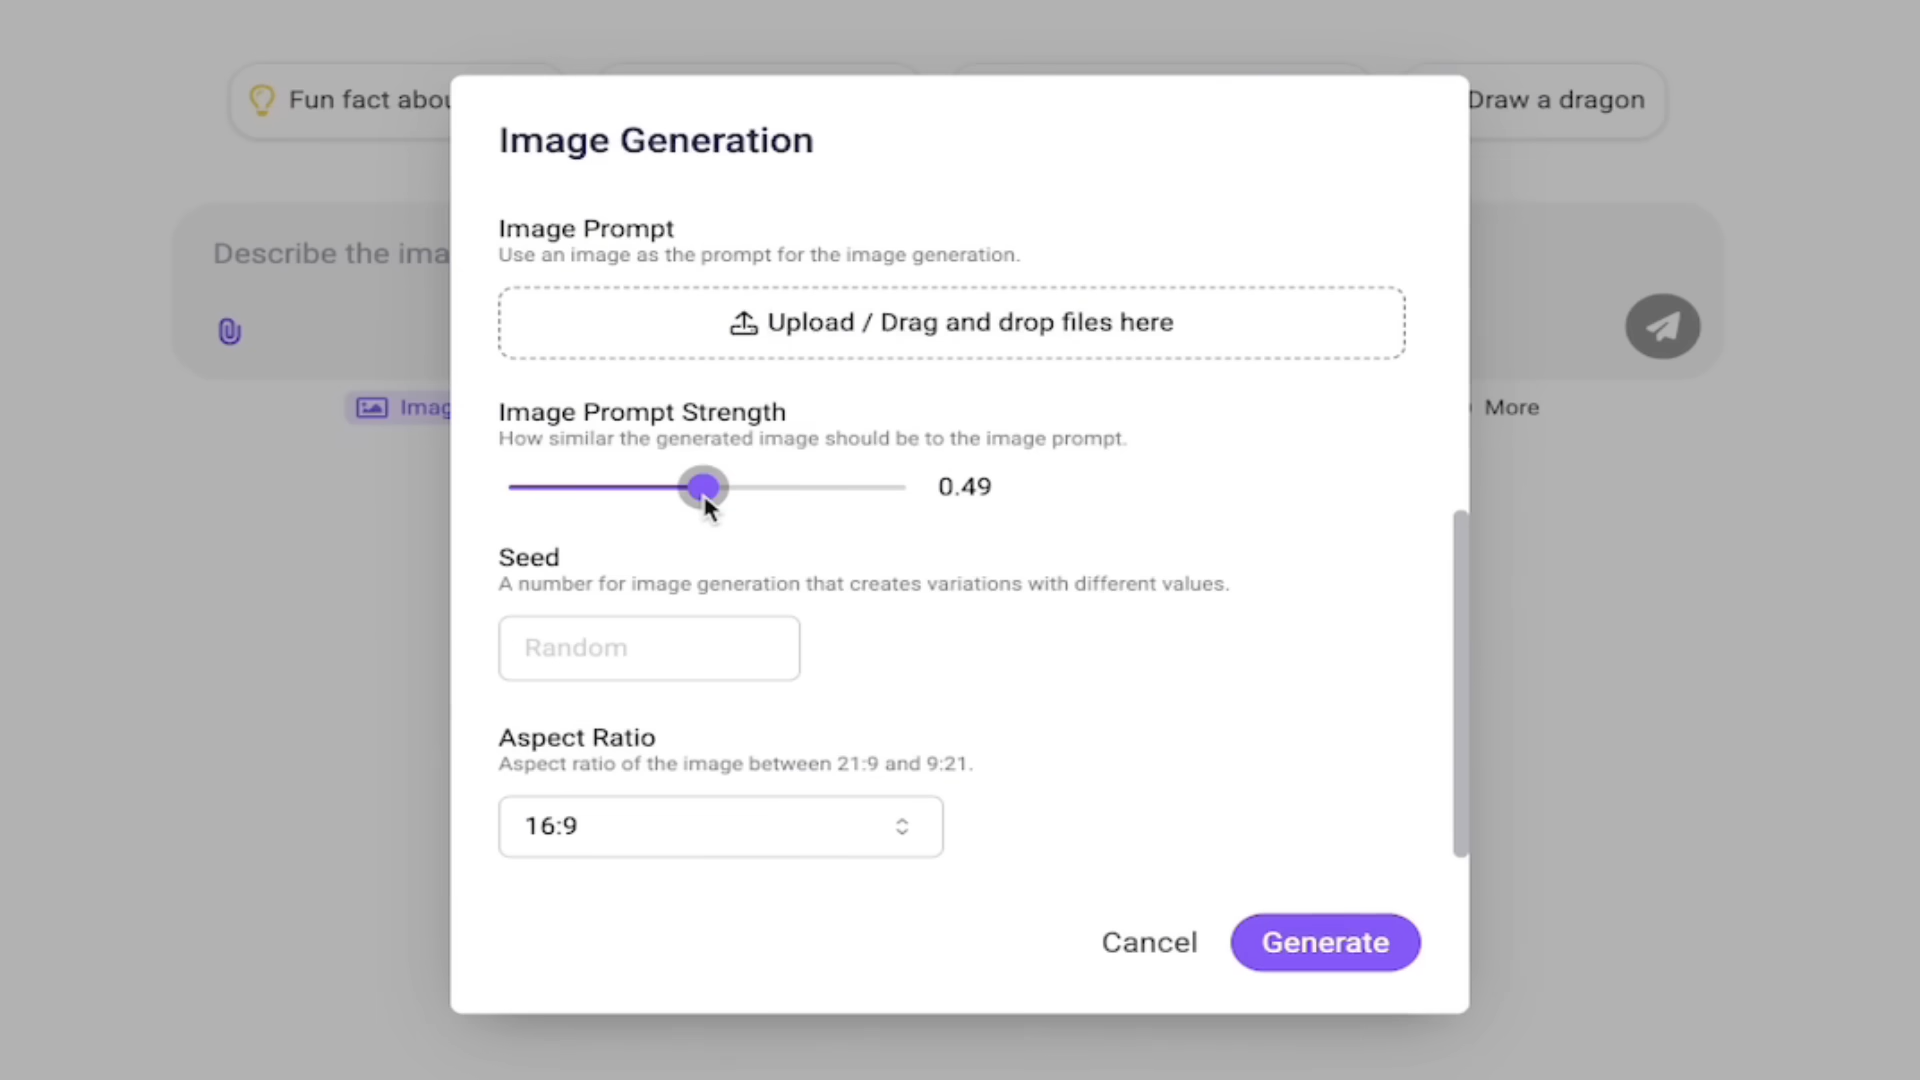 Fun fact abou
Draw a dragon
Image Generation
Describe the ima
Image Prompt
Use an image as the prompt for the image generation.
Upload / Drag and drop files here
Imag
More
Image Prompt Strength
How similar the generated image should be to the image prompt.
0.49
Seed
A number for image generation that creates variations with different values.
Random
Aspect Ratio
Aspect ratio of the image between 21:9 and 9:21.
16:9
Cancel
Generate